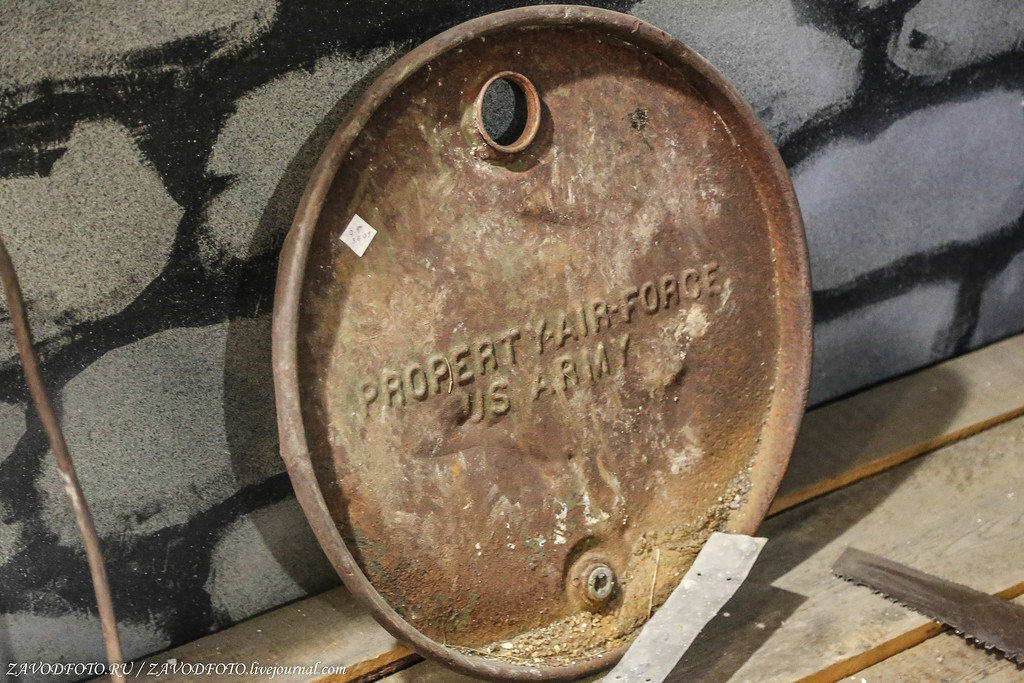 PROPERTY-AIR-FORCE
US ARMY
ZAVODFOTO.RU / ZAVODFOTO.livejournal.com